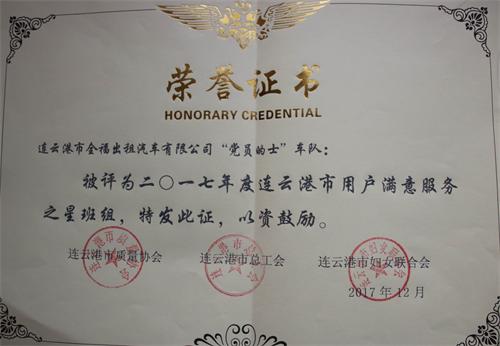 荣誉证书
HONORARY CREDENTIAL
连云港市全福出租汽车有限公司“党员的士”车队：
被评为二〇一七年度连云港市用户满意服务
之星班组，特发此证，以资鼓励。
连云港市质量协会 连云港市总工会 连云港市妇女联合会
2017年12月